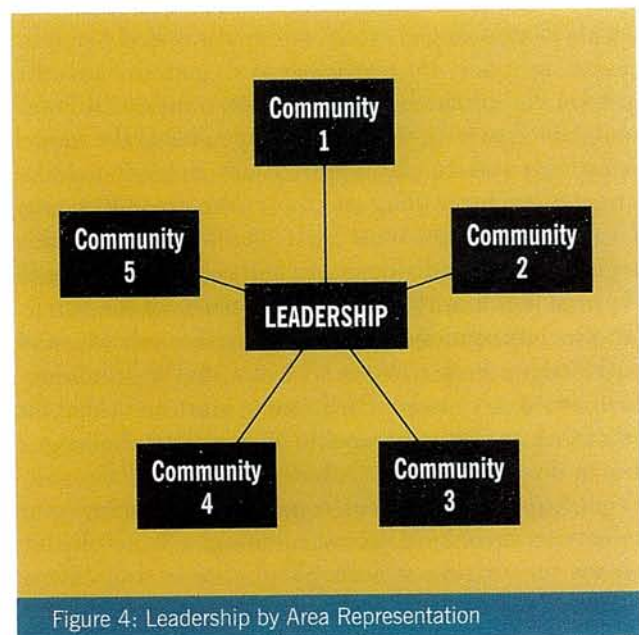 Community
1
Community
5
Community
2
LEADERSHIP
Community
4
Community
3
Figure 4: Leadership by Area Representation